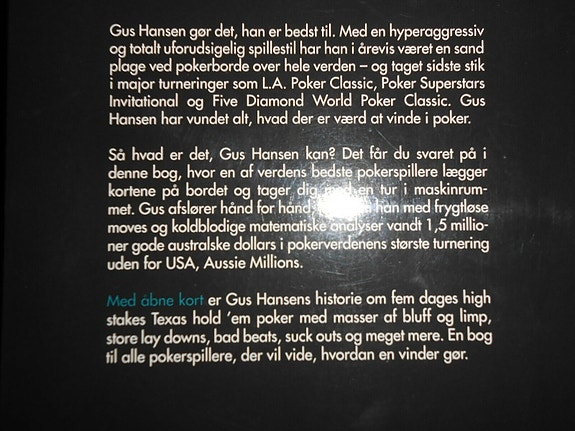 Gus Hansen gør det, han er bedst til. Med en hyperaggressiv
og totalt uforudsigelig spillestil har han i årevis været en sand
plage ved pokerborde over hele verden – og taget sidste stik
i major turneringer som L.A. Poker Classic, Poker Superstars
Invitational og Five Diamond World Poker Classic. Gus
Hansen har vundet alt, hvad der er værd at vinde i poker.
Så hvad er det, Gus Hansen kan? Det får du svaret på i
denne bog, hvor en af verdens bedste pokerspillere lægger
kortene på bordet og tager dig med en tur i maskinrum-
met. Gus afslører hånd for hånd, han med frygtløse
moves og koldblodige matematiske analyser vandt 1,5 millio-
ner gode australske dollars i pokerverdenens største turnering
uden for USA, Aussie Millions.
Med åbne kort er Gus Hansens historie om fem dages high
stakes Texas hold 'em poker med masser af bluff og limp,
store lay downs, bad beats, suck outs og meget mere. En bog
til alle pokerspillere, der vil vide, hvordan en vinder gør.